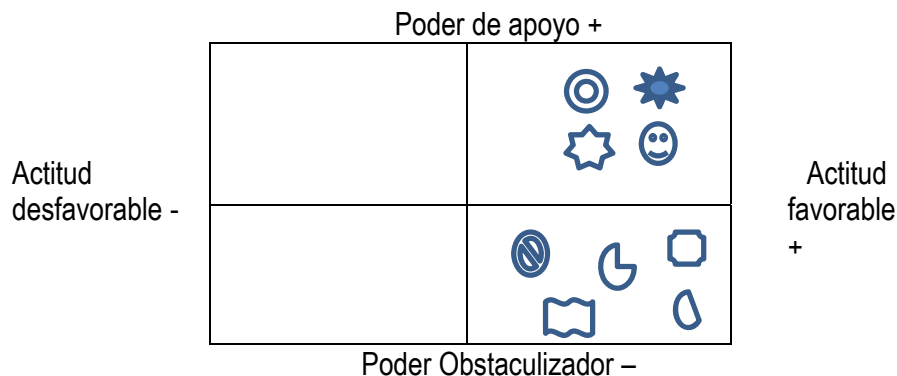 Poder de apoyo +
Actitud
desfavorable -
Actitud
favorable
+
Poder Obstaculizador –